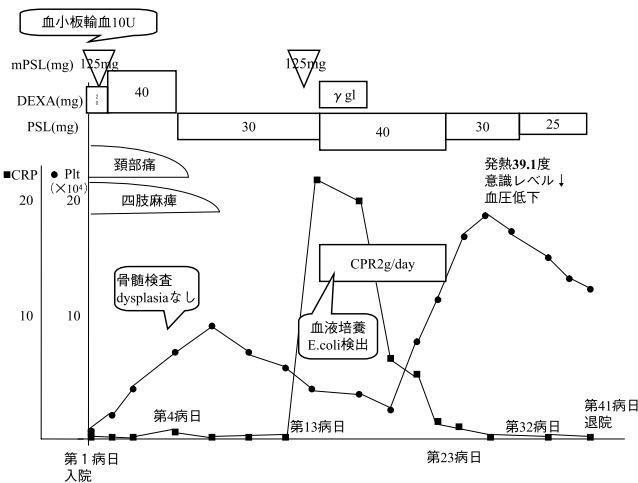 血小板輸血10U
mPSL(mg)
125mg
125mg
DEXA(mg)
40
γ gl
PSL(mg)
30
40
30
25
頚部痛
四肢麻痺
■CRP
● Plt
(×10⁴)
20
20
10
10
発熱39.1度
意識レベル↓
血圧低下
CPR2g/day
骨髄検査
dysplasiaなし
血液培養
E.coli検出
第4病日
第13病日
第32病日
第41病日
退院
第１病日
入院
第23病日